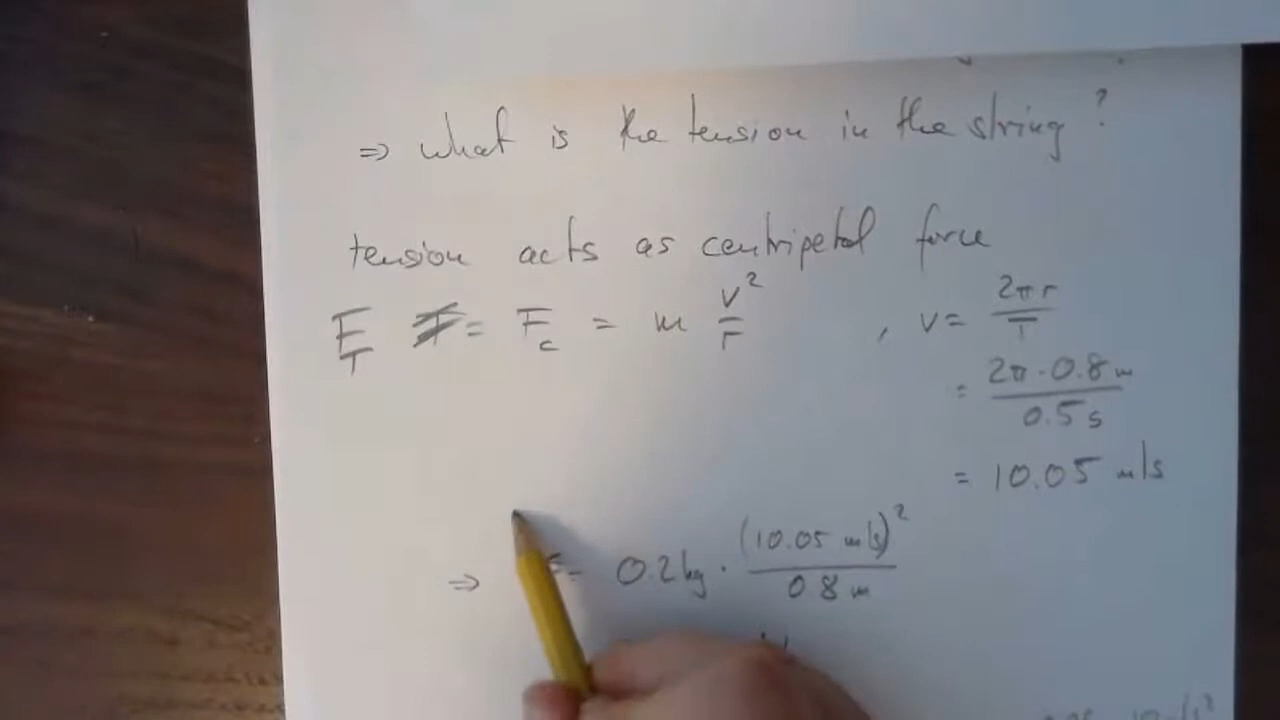 ⇒ what is the tension in the string ?
tension acts as centripetal force
F_T = F_c = m v²/r , v = 2πr/T
= 2π · 0.8 m / 0.5 s
= 10.05 m/s
⇒ = 0.2 kg · (10.05 m/s)² / 0.8 m